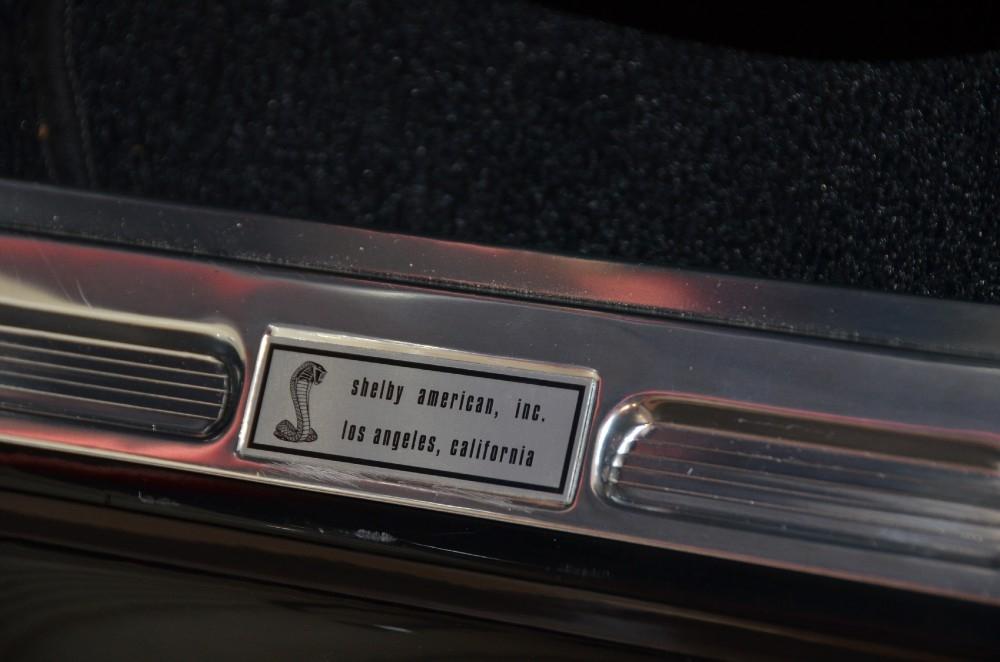 shelby american, inc.
los angeles, california